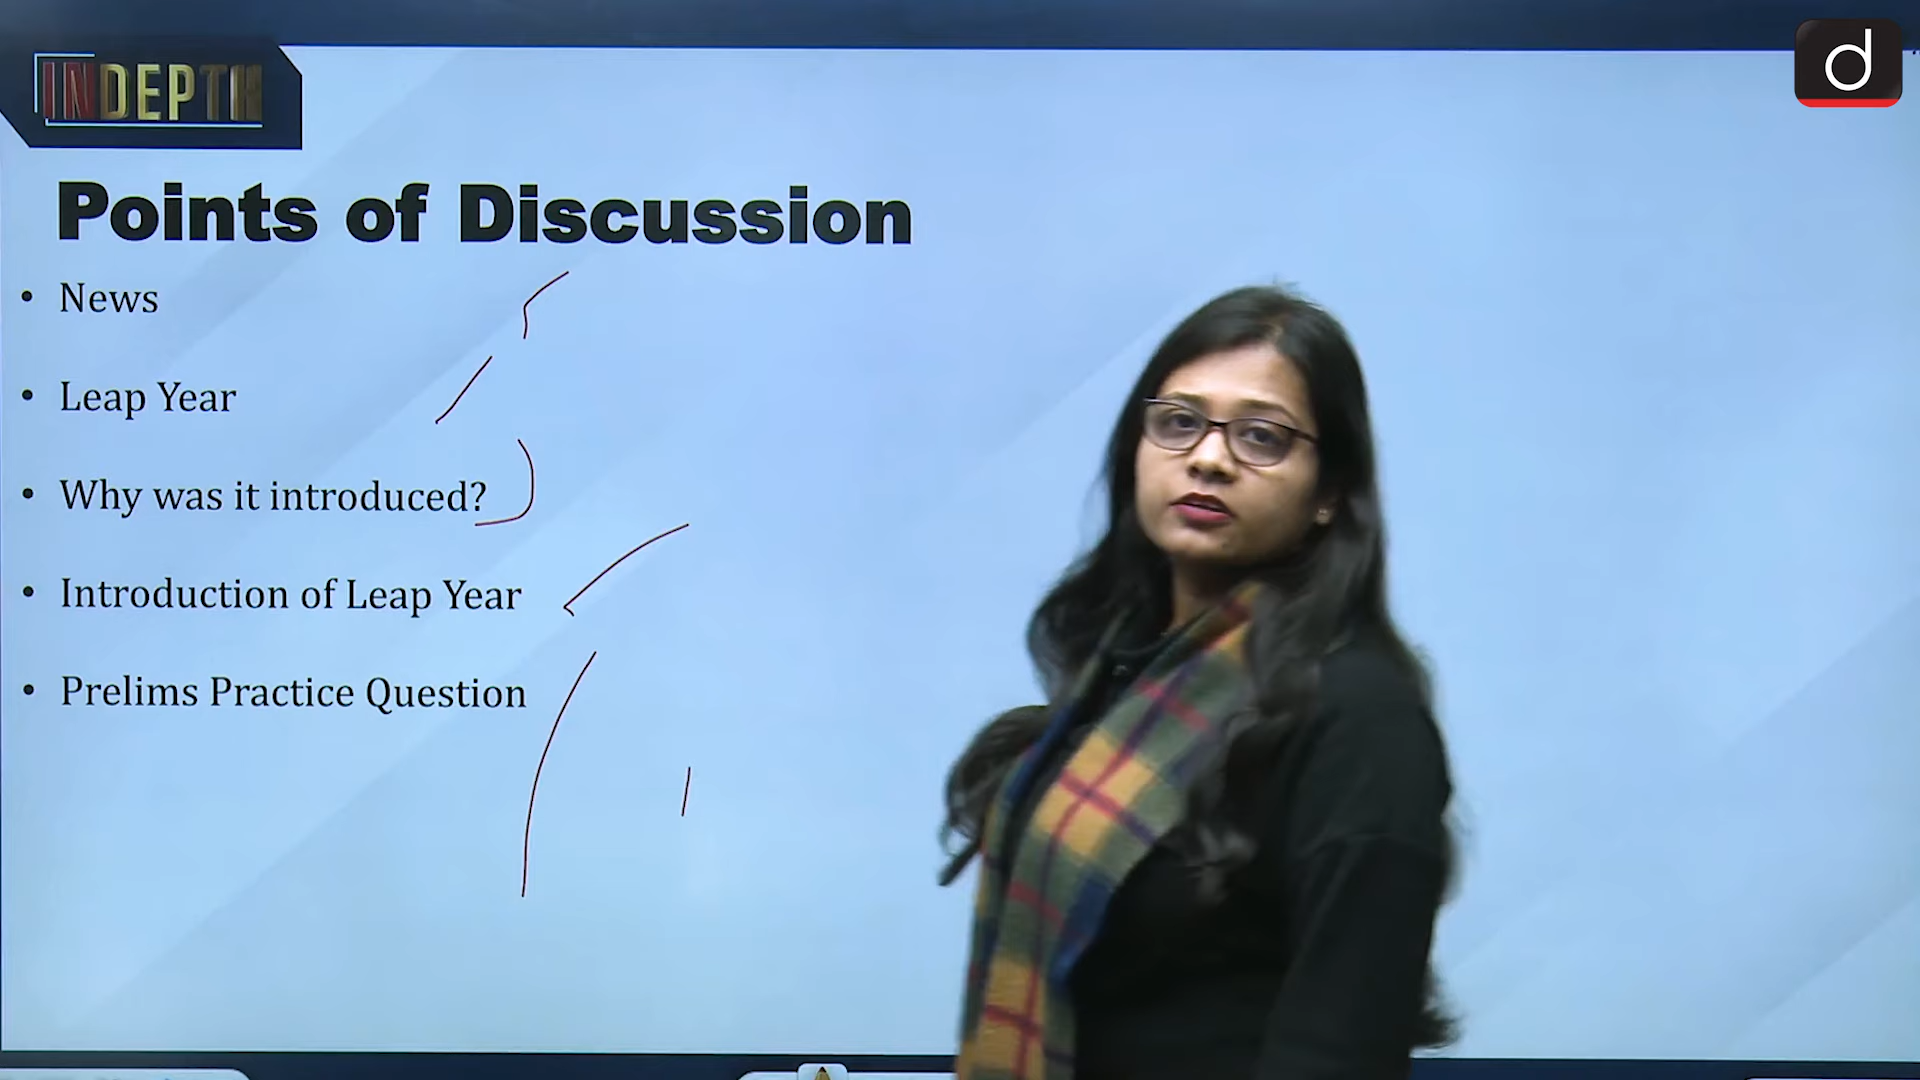 INDEPTH
d
Points of Discussion
• News
• Leap Year
• Why was it introduced?
• Introduction of Leap Year
• Prelims Practice Question